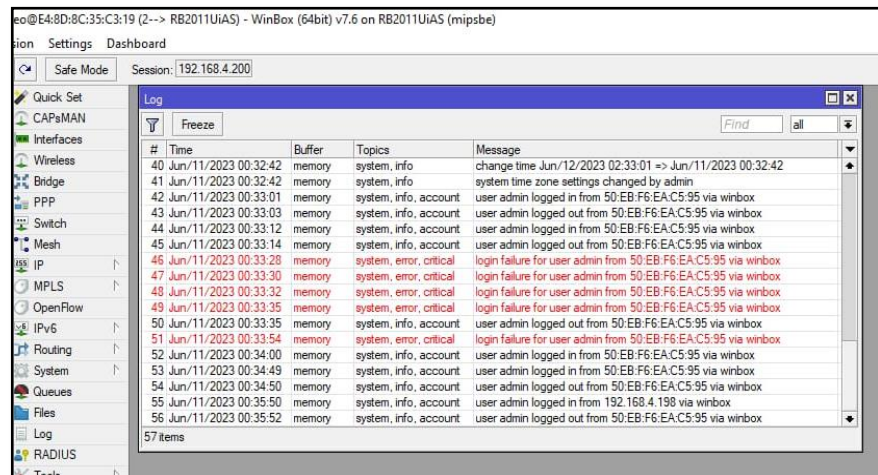 eo@E4:8D:8C:35:C3:19 (2--> RB2011UiAS) - WinBox (64bit) v7.6 on RB2011UiAS (mipsbe)
sion Settings Dashboard
Safe Mode Session: 192.168.4.200
Quick Set
CAPsMAN
Interfaces
Wireless
Bridge
PPP
Switch
Mesh
IP
MPLS
OpenFlow
IPv6
Routing
System
Queues
Files
Log
RADIUS
Tools
Log
Freeze Find all
# Time Buffer Topics Message
40 Jun/11/2023 00:32:42 memory system, info change time Jun/12/2023 02:33:01 => Jun/11/2023 00:32:42
41 Jun/11/2023 00:32:42 memory system, info system time zone settings changed by admin
42 Jun/11/2023 00:33:01 memory system, info, account user admin logged in from 50:EB:F6:EA:C5:95 via winbox
43 Jun/11/2023 00:33:03 memory system, info, account user admin logged out from 50:EB:F6:EA:C5:95 via winbox
44 Jun/11/2023 00:33:12 memory system, info, account user admin logged in from 50:EB:F6:EA:C5:95 via winbox
45 Jun/11/2023 00:33:14 memory system, info, account user admin logged out from 50:EB:F6:EA:C5:95 via winbox
46 Jun/11/2023 00:33:28 memory system, error, critical login failure for user admin from 50:EB:F6:EA:C5:95 via winbox
47 Jun/11/2023 00:33:30 memory system, error, critical login failure for user admin from 50:EB:F6:EA:C5:95 via winbox
48 Jun/11/2023 00:33:32 memory system, error, critical login failure for user admin from 50:EB:F6:EA:C5:95 via winbox
49 Jun/11/2023 00:33:35 memory system, error, critical login failure for user admin from 50:EB:F6:EA:C5:95 via winbox
50 Jun/11/2023 00:33:35 memory system, info, account user admin logged out from 50:EB:F6:EA:C5:95 via winbox
51 Jun/11/2023 00:33:54 memory system, error, critical login failure for user admin from 50:EB:F6:EA:C5:95 via winbox
52 Jun/11/2023 00:34:00 memory system, info, account user admin logged in from 50:EB:F6:EA:C5:95 via winbox
53 Jun/11/2023 00:34:49 memory system, info, account user admin logged in from 50:EB:F6:EA:C5:95 via winbox
54 Jun/11/2023 00:34:50 memory system, info, account user admin logged out from 50:EB:F6:EA:C5:95 via winbox
55 Jun/11/2023 00:35:50 memory system, info, account user admin logged in from 192.168.4.198 via winbox
56 Jun/11/2023 00:35:52 memory system, info, account user admin logged out from 50:EB:F6:EA:C5:95 via winbox
57 items